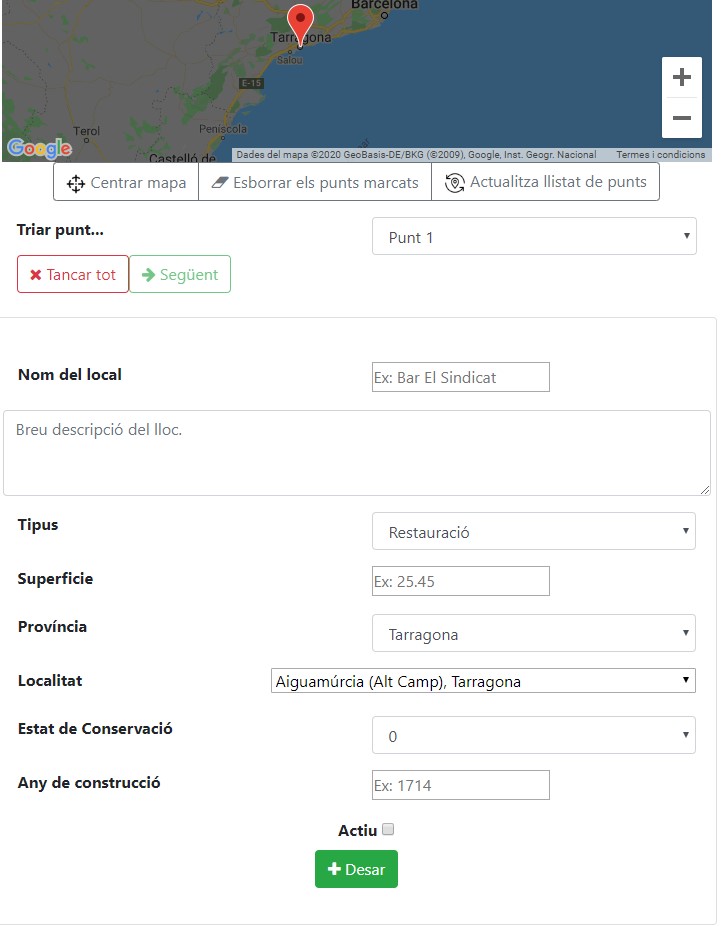 Barcelona
Tarragona
Salou
E-15
Terol
Peníscola
Castelló de
Google
Dades del mapa ©2020 GeoBasis-DE/BKG (©2009), Google, Inst. Geogr. Nacional Termes i condicions
Centrar mapa Esborrar els punts marcats Actualitza llistat de punts
Triar punt... Punt 1
Tancar tot Següent
Nom del local Ex: Bar El Sindicat
Breu descripció del lloc.
Tipus Restauració
Superficie Ex: 25.45
Província Tarragona
Localitat Aiguamúrcia (Alt Camp), Tarragona
Estat de Conservació 0
Any de construcció Ex: 1714
Actiu
Desar